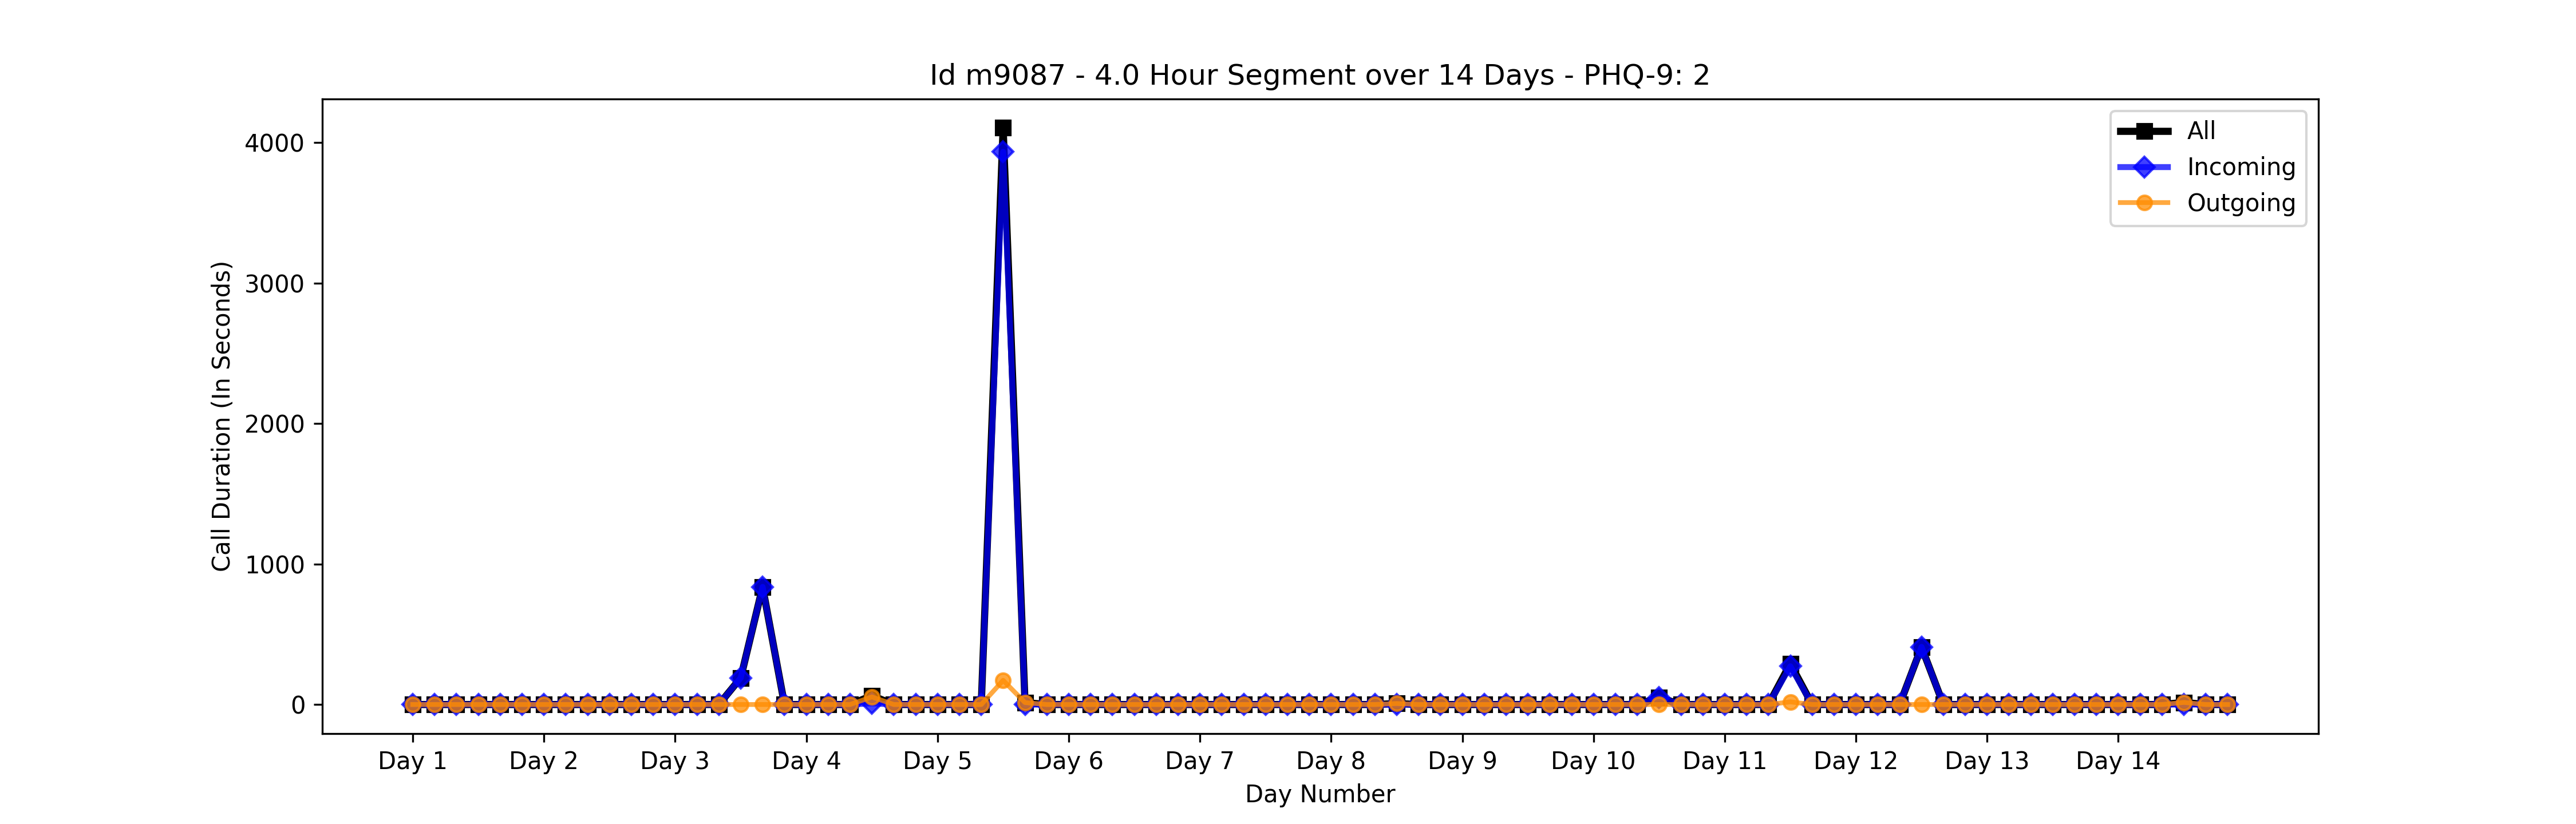 Id m9087 - 4.0 Hour Segment over 14 Days - PHQ-9: 2
All
Incoming
Outgoing
Call Duration (In Seconds)
4000
3000
2000
1000
0
Day 1 Day 2 Day 3 Day 4 Day 5 Day 6 Day 7 Day 8 Day 9 Day 10 Day 11 Day 12 Day 13 Day 14
Day Number